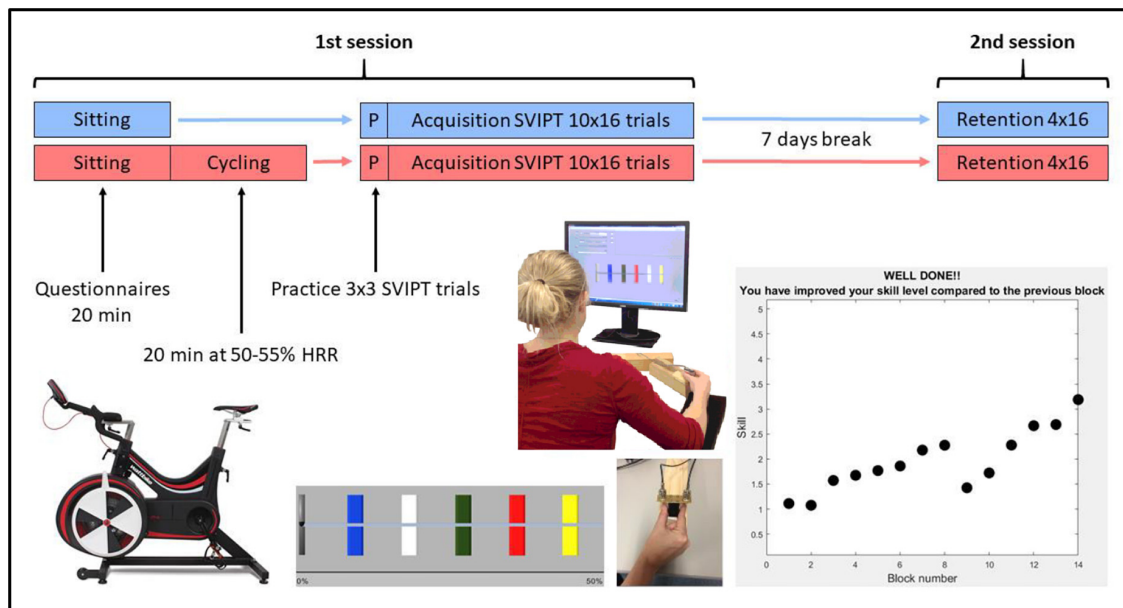 1st session
2nd session
Sitting
P
Acquisition SVIPT 10x16 trials
Retention 4x16
7 days break
Sitting
Cycling
P
Acquisition SVIPT 10x16 trials
Retention 4x16
Questionnaires
20 min
Practice 3x3 SVIPT trials
20 min at 50-55% HRR
0%
50%
WELL DONE!!
You have improved your skill level compared to the previous block
Skill
5
4.5
4
3.5
3
2.5
2
1.5
1
0.5
0
2
4
6
8
10
12
14
Block number